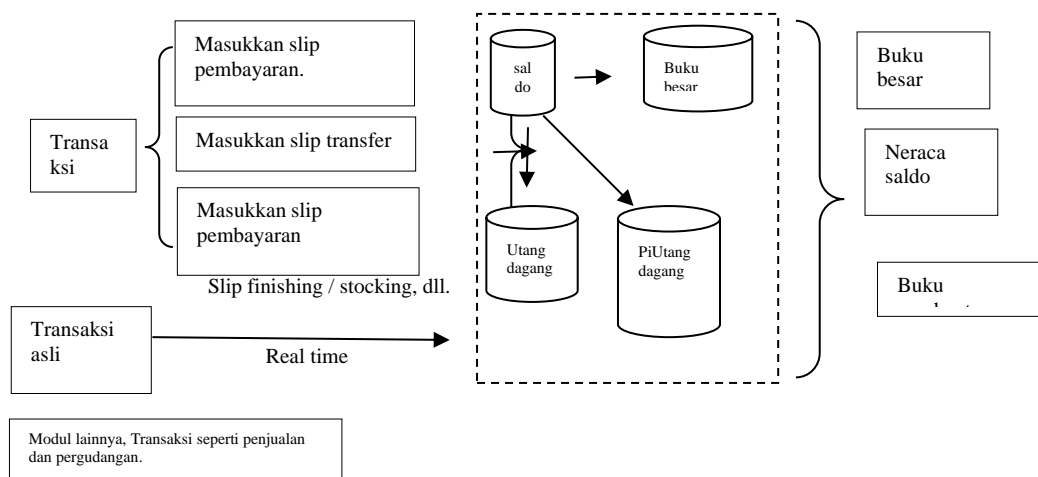 Masukkan slip
pembayaran.
Transa
ksi
Masukkan slip transfer
Masukkan slip
pembayaran
Slip finishing / stocking, dll.
Transaksi
asli
Real time
Modul lainnya, Transaksi seperti penjualan
dan pergudangan.
sal
do
Buku
besar
Utang
dagang
PiUtang
dagang
Buku
besar
Neraca
saldo
Buku